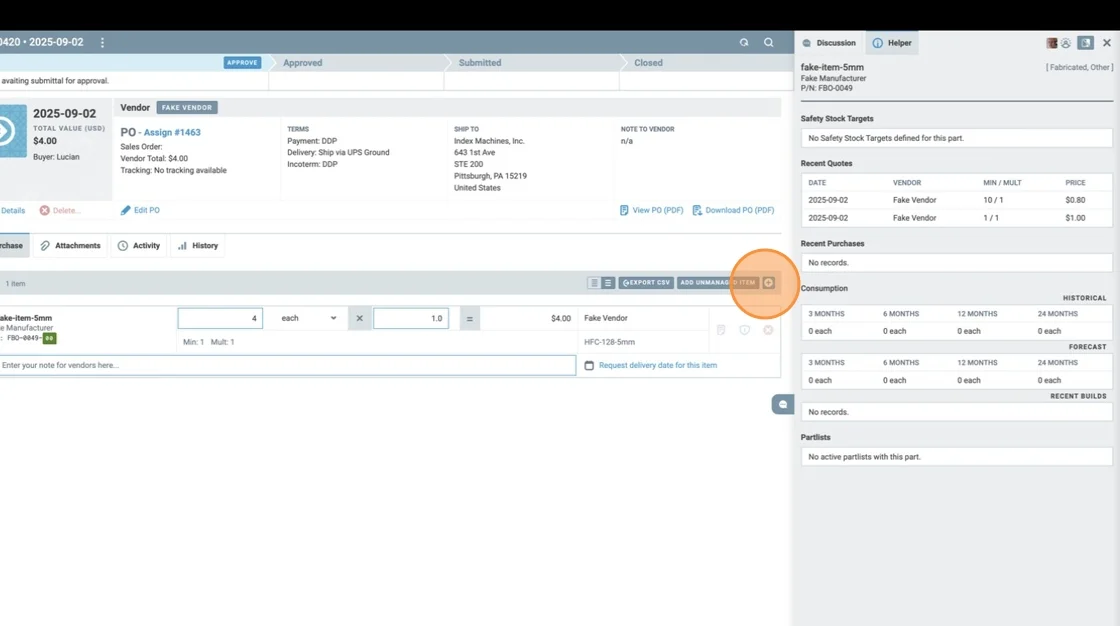 0420 • 2025-09-02
Discussion
Helper
APPROVE
Approved
Submitted
Closed
awaiting submittal for approval.
fake-item-5mm
[ Fabricated, Other ]
Fake Manufacturer
P/N: FBO-0049
2025-09-02
TOTAL VALUE (USD)
$4.00
Buyer: Lucian
Vendor
FAKE VENDOR
PO - Assign #1463
Sales Order:
Vendor Total: $4.00
Tracking: No tracking available
TERMS
Payment: DDP
Delivery: Ship via UPS Ground
Incoterm: DDP
SHIP TO
Index Machines, Inc.
643 1st Ave
STE 200
Pittsburgh, PA 15219
United States
NOTE TO VENDOR
n/a
Details
Delete...
Edit PO
View PO (PDF)
Download PO (PDF)
rchase
Attachments
Activity
History
1 item
EXPORT CSV
ADD UNMANAGED ITEM
ake-item-5mm
e Manufacturer
: FBO-0049-
4
each
×
1.0
=
$4.00
Fake Vendor
Min: 1 Mult: 1
HFC-128-5mm
Enter your note for vendors here...
Request delivery date for this item
Safety Stock Targets
No Safety Stock Targets defined for this part.
Recent Quotes
DATE VENDOR MIN / MULT PRICE
2025-09-02 Fake Vendor 10 / 1 $0.80
2025-09-02 Fake Vendor 1 / 1 $1.00
Recent Purchases
No records.
Consumption
HISTORICAL
3 MONTHS 6 MONTHS 12 MONTHS 24 MONTHS
0 each 0 each 0 each 0 each
FORECAST
3 MONTHS 6 MONTHS 12 MONTHS 24 MONTHS
0 each 0 each 0 each 0 each
RECENT BUILDS
No records.
Partlists
No active partlists with this part.